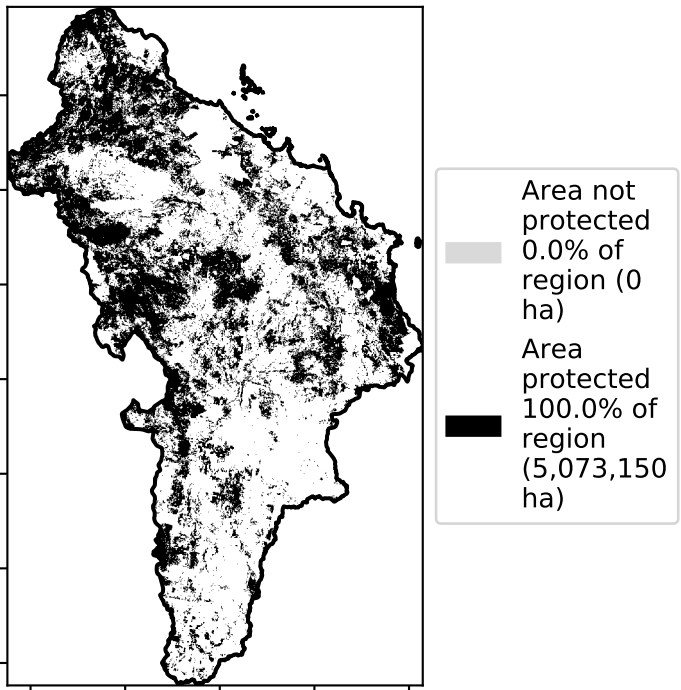 Area not
protected
0.0% of
region (0
ha)
Area
protected
100.0% of
region
(5,073,150
ha)